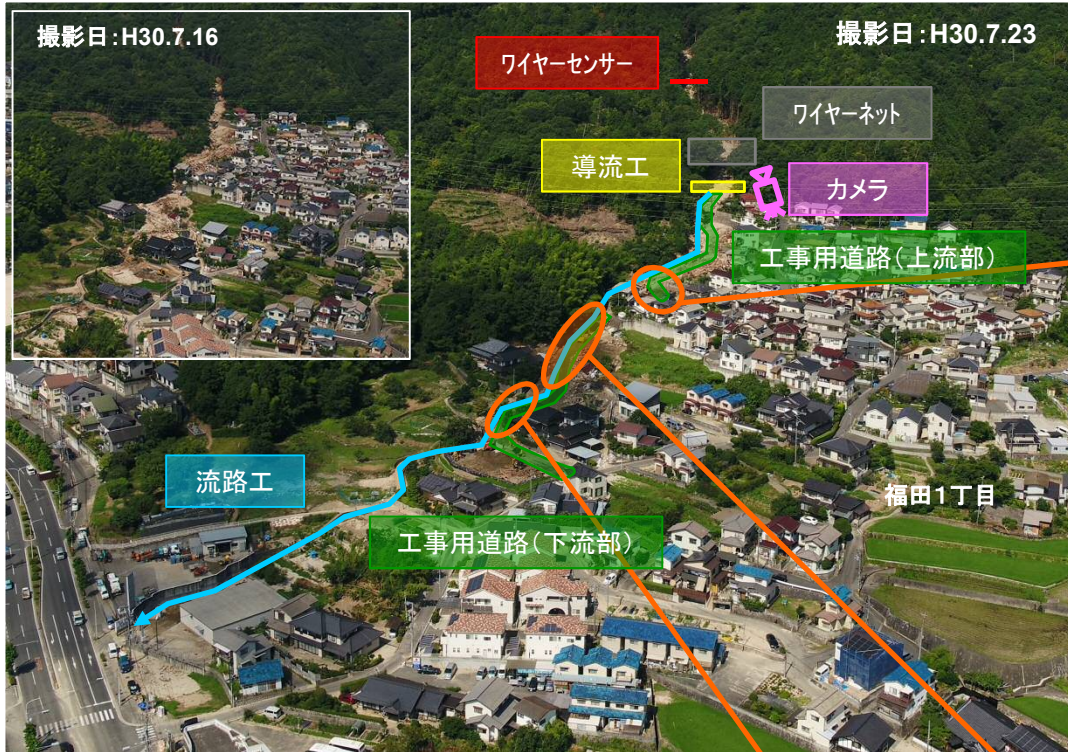 撮影日:H30.7.16
撮影日:H30.7.23
ワイヤーセンサー
ワイヤーネット
導流工
カメラ
工事用道路(上流部)
流路工
福田1丁目
工事用道路(下流部)